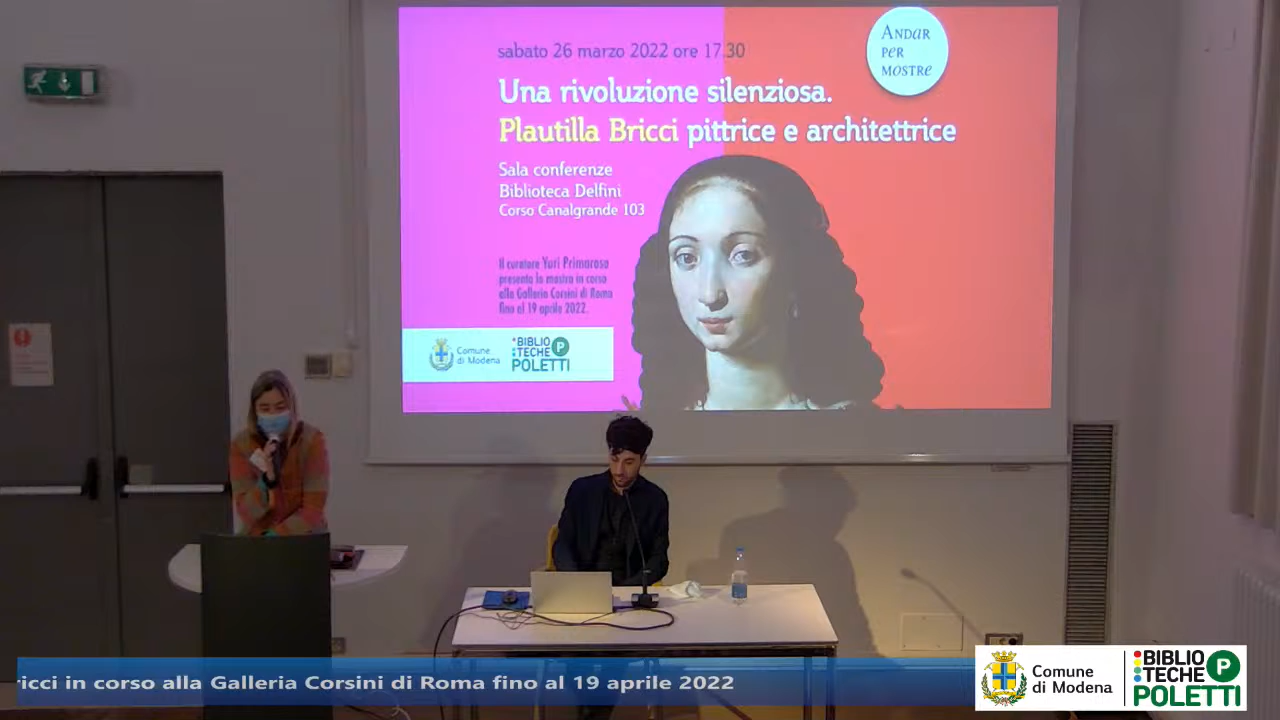 sabato 26 marzo 2022 ore 17.30
ANDAR
PER
MOSTRE
Una rivoluzione silenziosa.
Plautilla Bricci pittrice e architettrice
Sala conferenze
Biblioteca Delfini
Corso Canalgrande 103
Il curatore Yuri Primarosa
presenta la mostra in corso
alla Galleria Corsini di Roma
fino al 19 aprile 2022.
Comune
di Modena
BIBLIO
TECHE
POLETTI
P
ricci in corso alla Galleria Corsini di Roma fino al 19 aprile 2022
Comune
di Modena
BIBLIO
TECHE
POLETTI
P